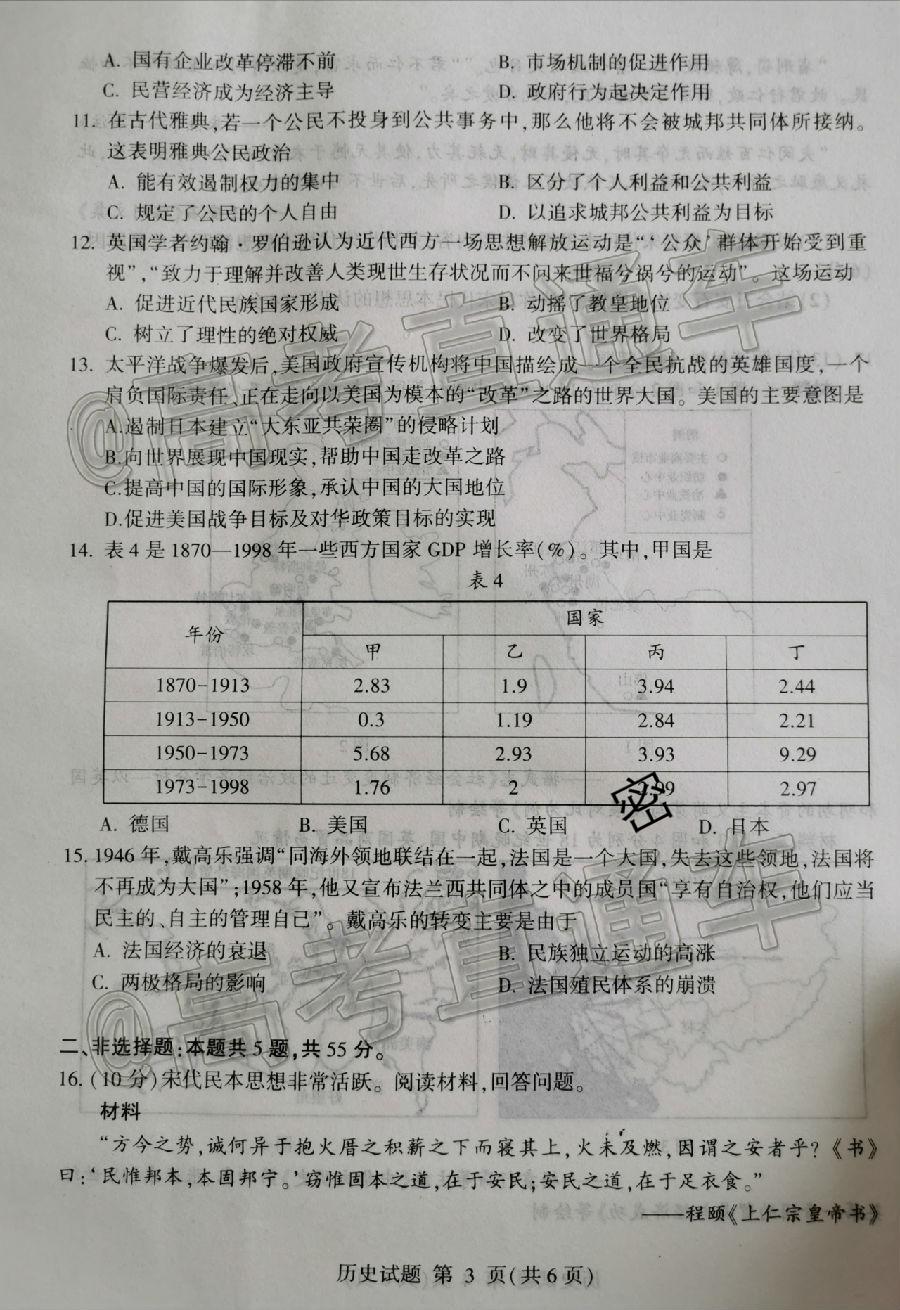 A. 国有企业改革停滞不前 B. 市场机制的促进作用
C. 民营经济成为经济主导 D. 政府行为起决定作用
11. 在古代雅典,若一个公民不投身到公共事务中,那么他将不会被城邦共同体所接纳。
这表明雅典公民政治
A. 能有效遏制权力的集中 B. 区分了个人利益和公共利益
C. 规定了公民的个人自由 D. 以追求城邦公共利益为目标
12. 英国学者约翰·罗伯逊认为近代西方一场思想解放运动是“‘公众’群体开始受到重
视”,“致力于理解并改善人类现世生存状况而不问来世福兮祸兮的运动”。这场运动
A. 促进近代民族国家形成 B. 动摇了教皇地位
C. 树立了理性的绝对权威 D. 改变了世界格局
13. 太平洋战争爆发后,美国政府宣传机构将中国描绘成一个全民抗战的英雄国度,一个
肩负国际责任、正在走向以美国为模本的“改革”之路的世界大国。美国的主要意图是
A.遏制日本建立“大东亚共荣圈”的侵略计划
B.向世界展现中国现实,帮助中国走改革之路
C.提高中国的国际形象,承认中国的大国地位
D.促进美国战争目标及对华政策目标的实现
14. 表4是1870—1998年一些西方国家GDP增长率(%)。其中,甲国是
表4
年份 国家
甲 乙 丙 丁
1870-1913 2.83 1.9 3.94 2.44
1913-1950 0.3 1.19 2.84 2.21
1950-1973 5.68 2.93 3.93 9.29
1973-1998 1.76 2 99 2.97
密
A. 德国 B. 美国 C. 英国 D. 日本
15. 1946年,戴高乐强调“同海外领地联结在一起,法国是一个大国,失去这些领地,法国将
不再成为大国”;1958年,他又宣布法兰西共同体之中的成员国“享有自治权,他们应当
民主的、自主的管理自己”。戴高乐的转变主要是由于
A. 法国经济的衰退 B. 民族独立运动的高涨
C. 两极格局的影响 D. 法国殖民体系的崩溃
@高考直通车
@高考直通车
二、非选择题:本题共5题,共55分。
16. (10分)宋代民本思想非常活跃。阅读材料,回答问题。
材料
“方今之势,诚何异于抱火厝之积薪之下而寝其上,火未及燃,因谓之安者乎?《书》
曰:‘民惟邦本,本固邦宁。’窃惟固本之道,在于安民;安民之道,在于足衣食。”
——程颐《上仁宗皇帝书》
历史试题 第 3 页(共6页)